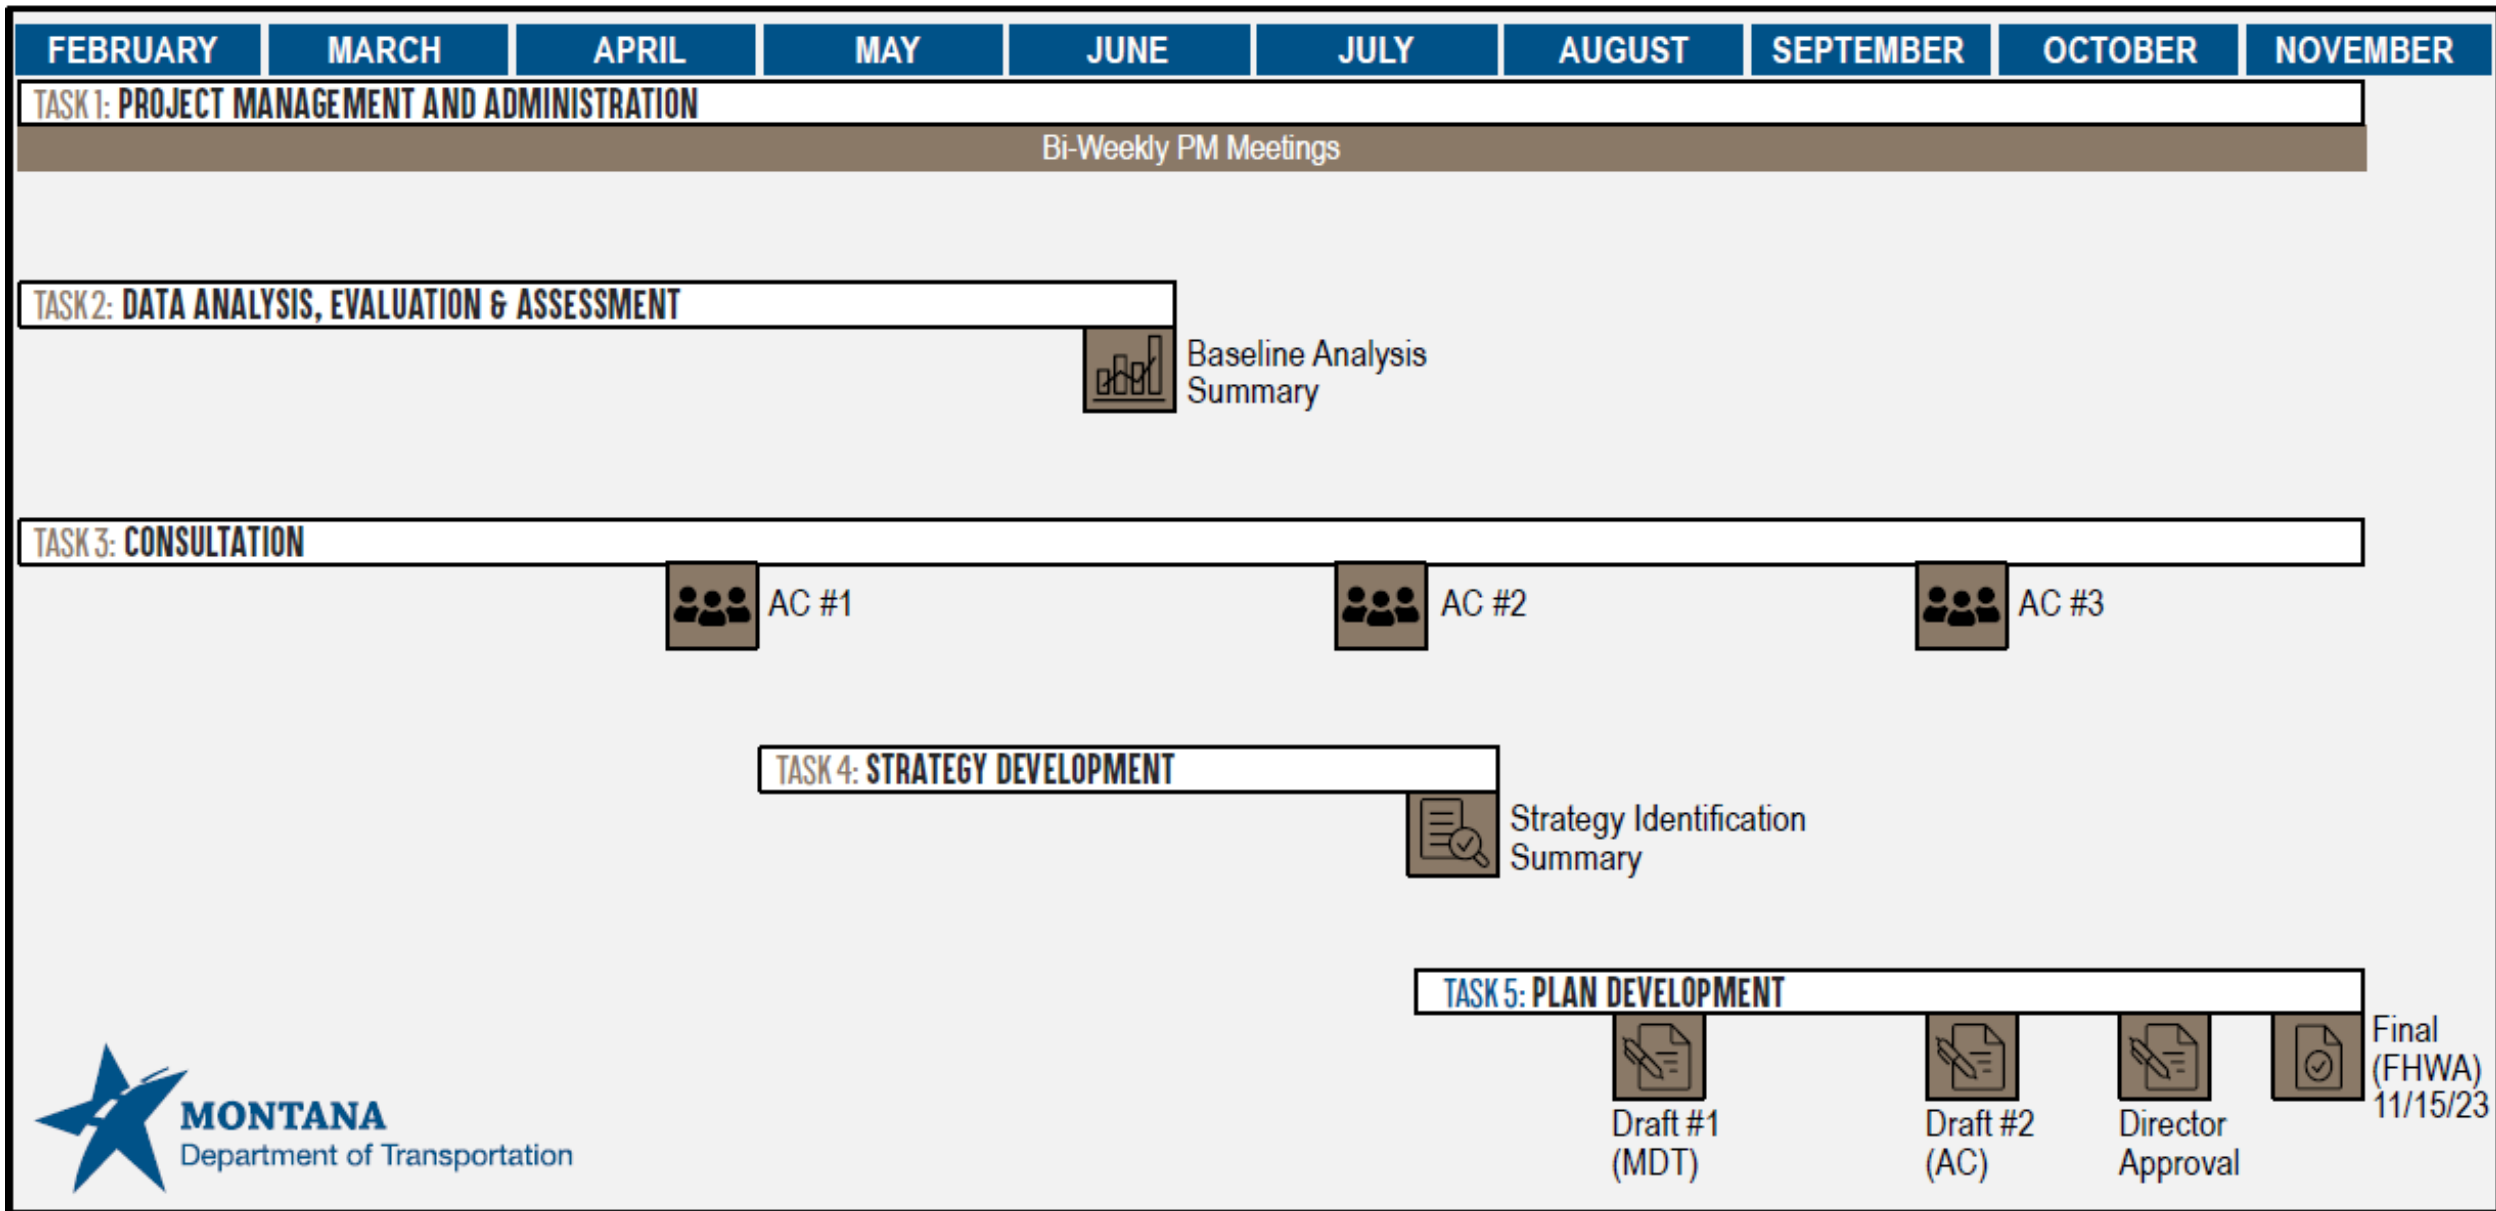 FEBRUARY MARCH APRIL MAY JUNE JULY AUGUST SEPTEMBER OCTOBER NOVEMBER
TASK 1: PROJECT MANAGEMENT AND ADMINISTRATION
Bi-Weekly PM Meetings
TASK 2: DATA ANALYSIS, EVALUATION & ASSESSMENT
Baseline Analysis
Summary
TASK 3: CONSULTATION
AC #1
AC #2
AC #3
TASK 4: STRATEGY DEVELOPMENT
Strategy Identification
Summary
TASK 5: PLAN DEVELOPMENT
Draft #1
(MDT)
Draft #2
(AC)
Director
Approval
Final
(FHWA)
11/15/23
MONTANA
Department of Transportation